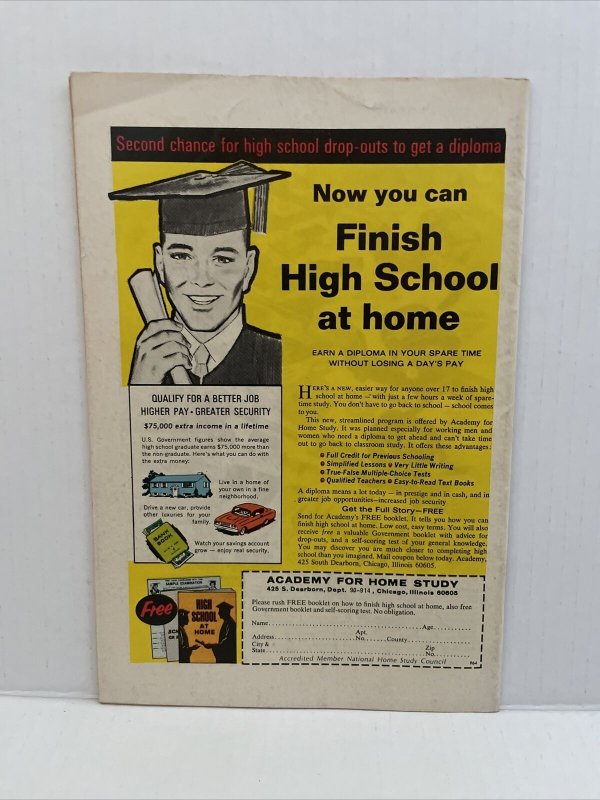 Second chance for high school drop-outs to get a diploma
Now you can
Finish
High School
at home
EARN A DIPLOMA IN YOUR SPARE TIME
WITHOUT LOSING A DAY'S PAY
QUALIFY FOR A BETTER JOB
HIGHER PAY • GREATER SECURITY
$75,000 extra income in a lifetime
U.S. Government figures show the average
high school graduate earns $75,000 more than
the non-graduate. Here's what you can do with
the extra money:
Live in a home of
your own in a fine
neighborhood.
Drive a new car, provide
other luxuries for your
family.
BANK
BOOK
Watch your savings account
grow — enjoy real security.
HERE'S A NEW, easier way for anyone over 17 to finish high
school at home — with just a few hours a week of spare-
time study. You don't have to go back to school — school comes
to you.
This new, streamlined program is offered by Academy for
Home Study. It was planned especially for working men and
women who need a diploma to get ahead and can't take time
out to go back to classroom study. It offers these advantages:
Full Credit for Previous Schooling
Simplified Lessons Very Little Writing
True-False Multiple-Choice Tests
Qualified Teachers Easy-to-Read Text Books
A diploma means a lot today — in prestige and in cash, and in
greater job opportunities—increased job security.
Get the Full Story—FREE
Send for Academy's FREE booklet. It tells you how you can
finish high school at home. Low cost, easy terms. You will also
receive free a valuable Government booklet with advice for
drop-outs, and a self-scoring test of your general knowledge.
You may discover you are much closer to completing high
school than you imagined. Mail coupon below today. Academy,
425 South Dearborn, Chicago, Illinois 60605.
Free
SAMPLE EXAMINATION
HIGH
SCHOOL
AT
HOME
ACADEMY FOR HOME STUDY
425 S. Dearborn, Dept. 90-914, Chicago, Illinois 60605
Please rush FREE booklet on how to finish high school at home, also free
Government booklet and self-scoring test. No obligation.
Name Age
Apt.
Address No. County
City & Zip
State No.
Accredited Member National Home Study Council